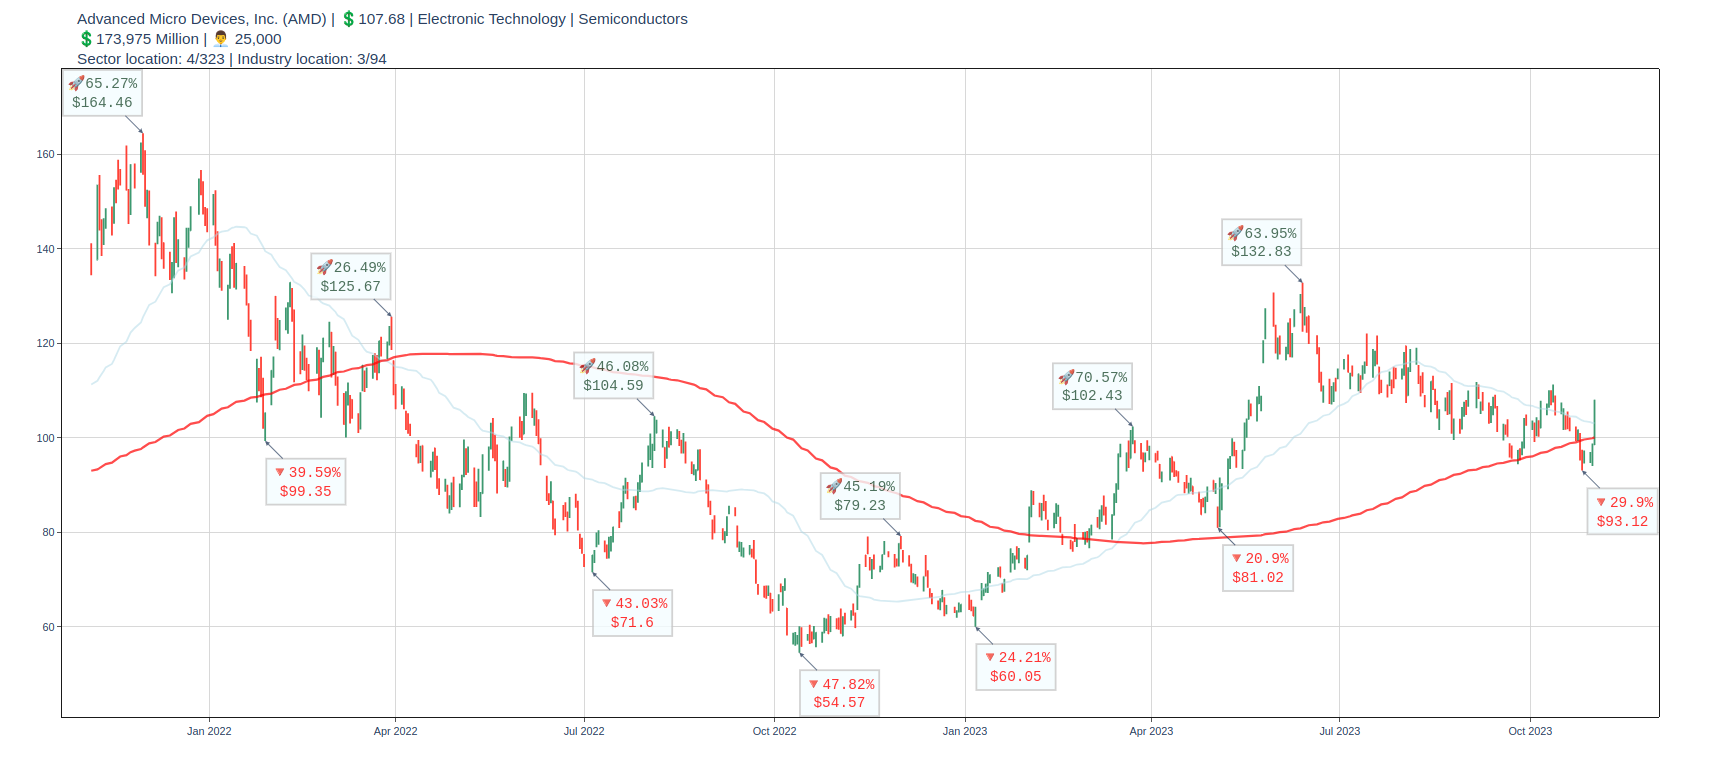 Advanced Micro Devices, Inc. (AMD) | 💲107.68 | Electronic Technology | Semiconductors
💲173,975 Million | 👨‍💼 25,000
Sector location: 4/323 | Industry location: 3/94
🚀65.27%
$164.46
160
140
🚀26.49%
$125.67
🚀63.95%
$132.83
120
🚀46.08%
$104.59
🚀70.57%
$102.43
100
🔻39.59%
$99.35
🚀45.19%
$79.23
🔻29.9%
$93.12
80
🔻20.9%
$81.02
🔻43.03%
$71.6
60
🔻24.21%
$60.05
🔻47.82%
$54.57
Jan 2022
Apr 2022
Jul 2022
Oct 2022
Jan 2023
Apr 2023
Jul 2023
Oct 2023